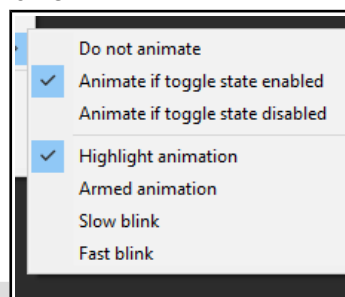 Do not animate
Animate if toggle state enabled
Animate if toggle state disabled
Highlight animation
Armed animation
Slow blink
Fast blink